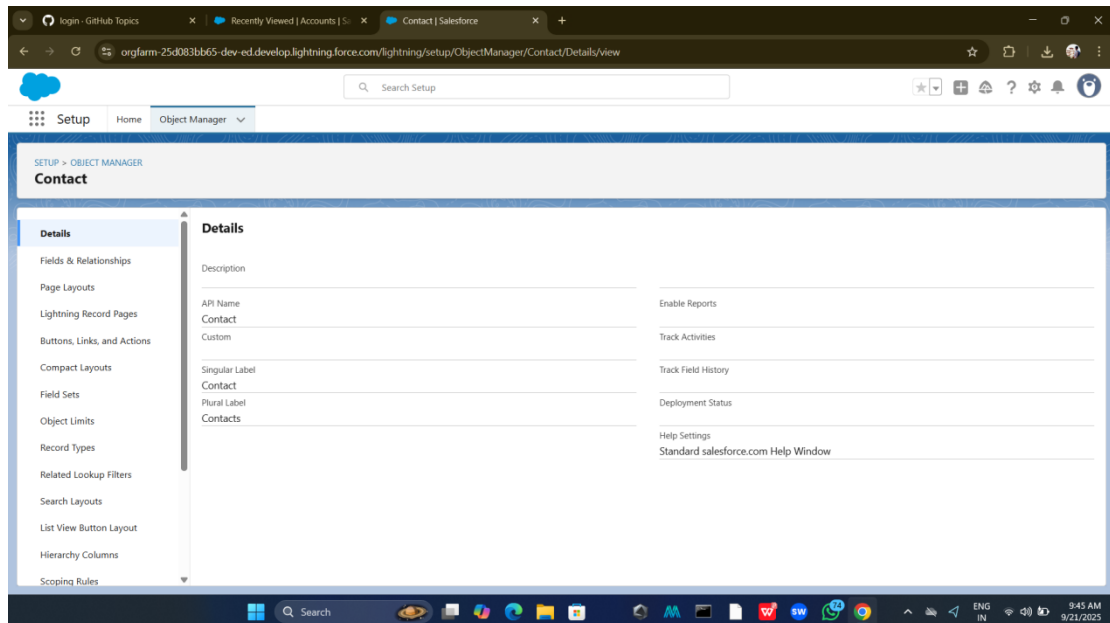 login · GitHub Topics
Recently Viewed | Accounts | Sa
Contact | Salesforce
orgfarm-25d083bb65-dev-ed.develop.lightning.force.com/lightning/setup/ObjectManager/Contact/Details/view
Search Setup
Setup
Home
Object Manager
SETUP > OBJECT MANAGER
Contact
Details
Fields & Relationships
Page Layouts
Lightning Record Pages
Buttons, Links, and Actions
Compact Layouts
Field Sets
Object Limits
Record Types
Related Lookup Filters
Search Layouts
List View Button Layout
Hierarchy Columns
Scoping Rules
Details
Description
API Name
Contact
Custom
Singular Label
Contact
Plural Label
Contacts
Enable Reports
Track Activities
Track Field History
Deployment Status
Help Settings
Standard salesforce.com Help Window
Search
SW
74
ENG
IN
9:45 AM
9/21/2025